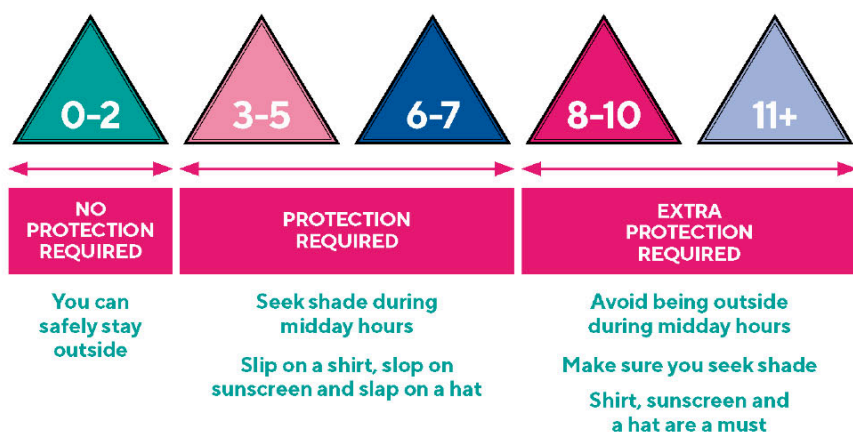 0-2
3-5
6-7
8-10
11+
NO
PROTECTION
REQUIRED
PROTECTION
REQUIRED
EXTRA
PROTECTION
REQUIRED
You can
safely stay
outside
Seek shade during
midday hours
Slip on a shirt, slop on
sunscreen and slap on a hat
Avoid being outside
during midday hours
Make sure you seek shade
Shirt, sunscreen and
a hat are a must